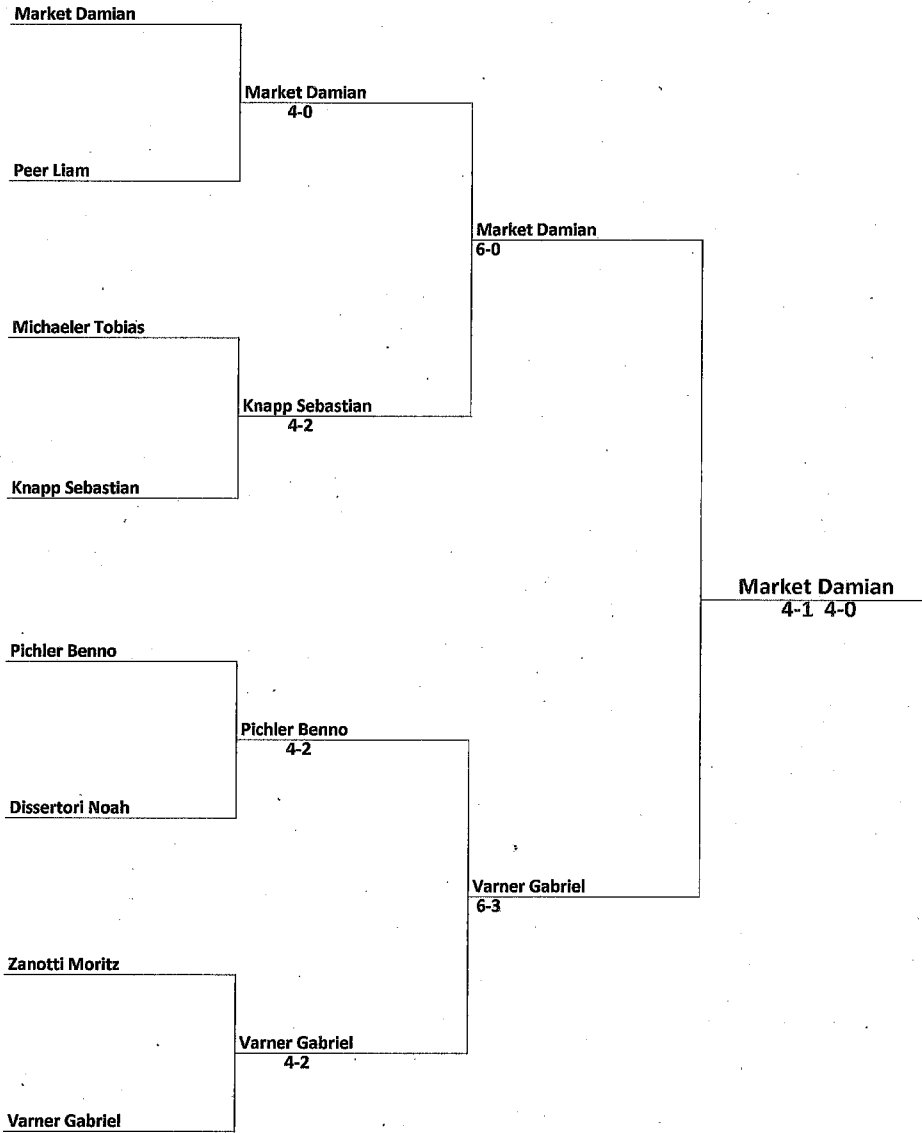 Market Damian
Market Damian
4-0
Peer Liam
Market Damian
6-0
Michaeler Tobias
Knapp Sebastian
4-2
Knapp Sebastian
Market Damian
4-1 4-0
Pichler Benno
Pichler Benno
4-2
Dissertori Noah
Varner Gabriel
6-3
Zanotti Moritz
Varner Gabriel
4-2
Varner Gabriel